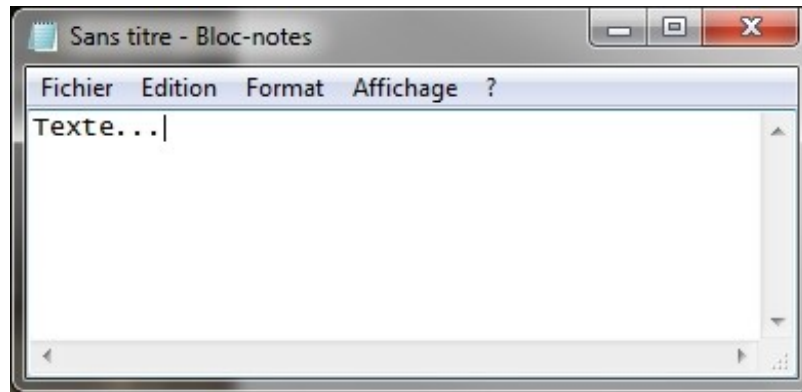 Sans titre - Bloc-notes
Fichier Edition Format Affichage ?
Texte...